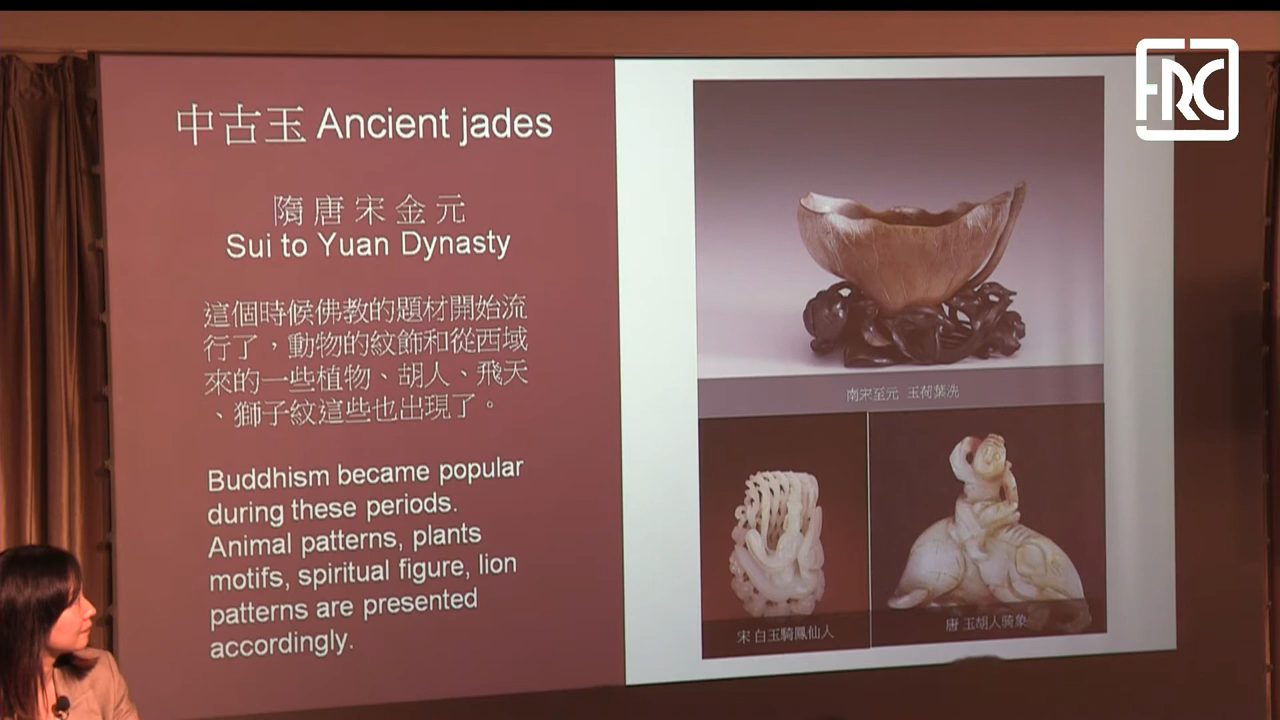 FRC
中古玉 Ancient jades
隋 唐 宋 金 元
Sui to Yuan Dynasty
這個時候佛教的題材開始流
行了，動物的紋飾和從西域
來的一些植物、胡人、飛天
、獅子紋這些也出現了。
Buddhism became popular
during these periods.
Animal patterns, plants
motifs, spiritual figure, lion
patterns are presented
accordingly.
南宋至元 玉荷葉洗
宋 白玉騎鳳仙人
唐 玉胡人騎象